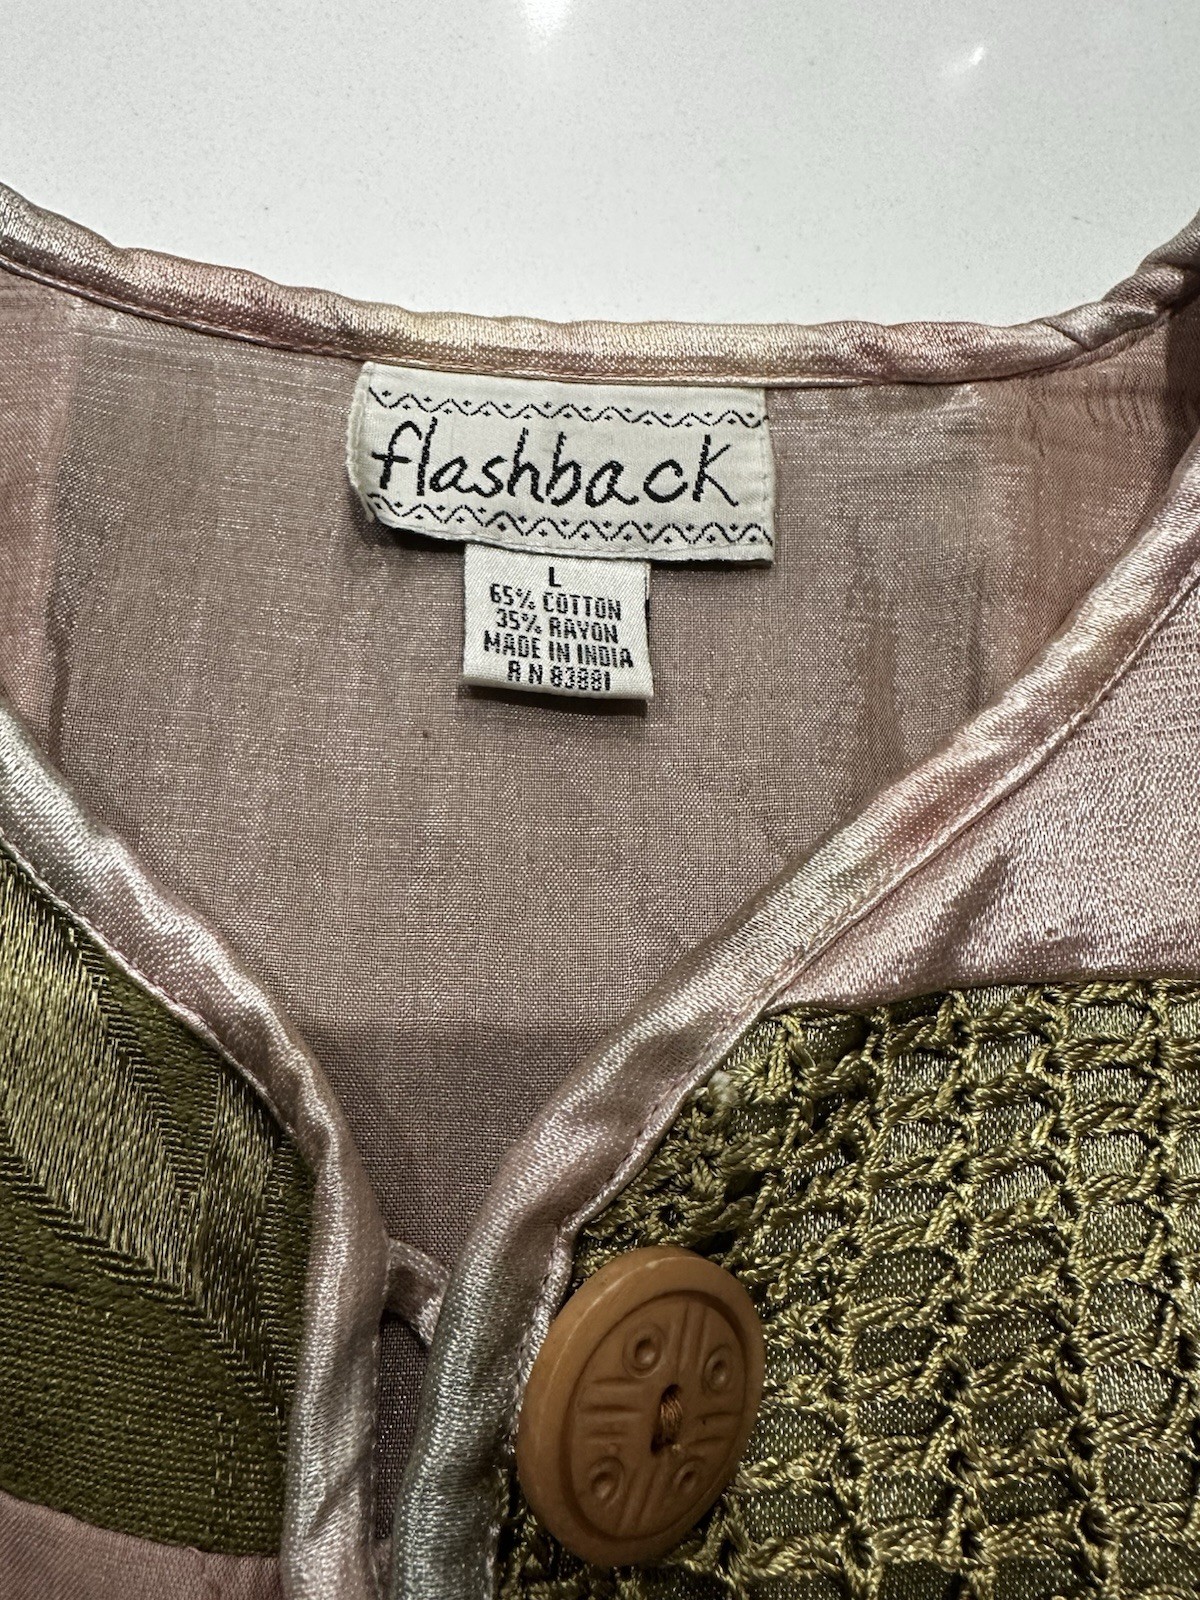 flashback
L
65% COTTON
35% RAYON
MADE IN INDIA
R N 83881